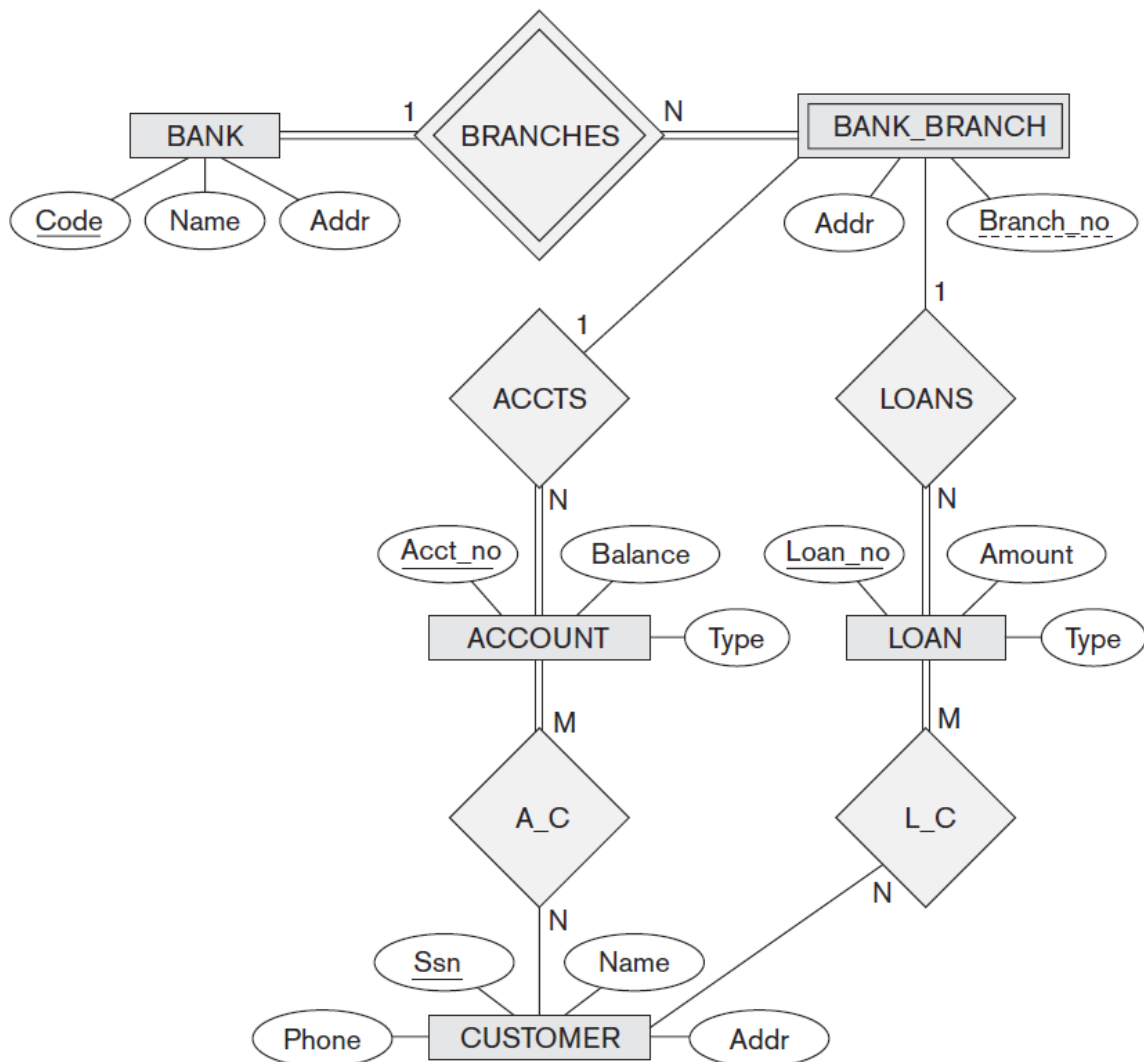 1
N
BANK
BRANCHES
BANK_BRANCH
Code
Name
Addr
Addr
Branch_no
1
1
ACCTS
LOANS
N
N
Acct_no
Balance
Loan_no
Amount
ACCOUNT
Type
LOAN
Type
M
M
A_C
L_C
N
N
Ssn
Name
Phone
CUSTOMER
Addr